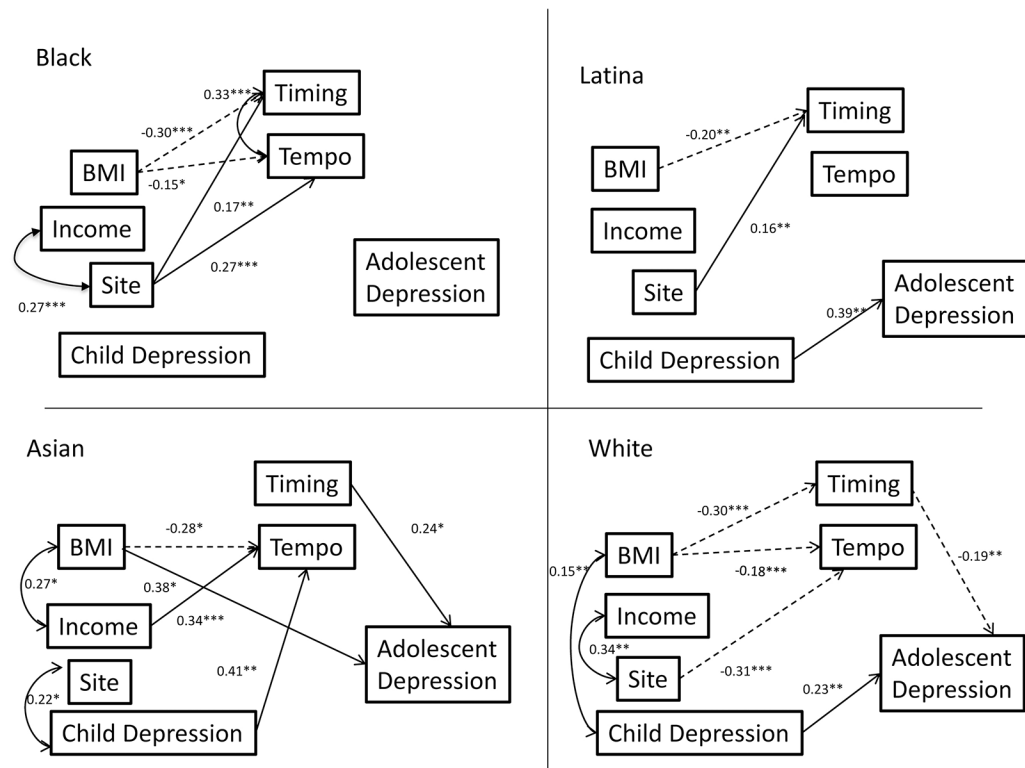 Black
0.33***
Timing
-0.30***
Tempo
BMI
-0.15*
0.17**
Income
0.27***
Site
0.27***
Adolescent
Depression
Child Depression
Latina
Timing
-0.20**
BMI
Tempo
Income
0.16**
Site
Adolescent
Depression
0.39**
Child Depression
Asian
Timing
-0.28*
0.24*
BMI
Tempo
0.27*
0.38*
0.34***
Income
Adolescent
Depression
0.41**
Site
0.22*
Child Depression
White
Timing
-0.30***
BMI
Tempo
-0.19**
0.15**
-0.18***
Income
0.34**
Adolescent
Depression
Site
-0.31***
0.23**
Child Depression